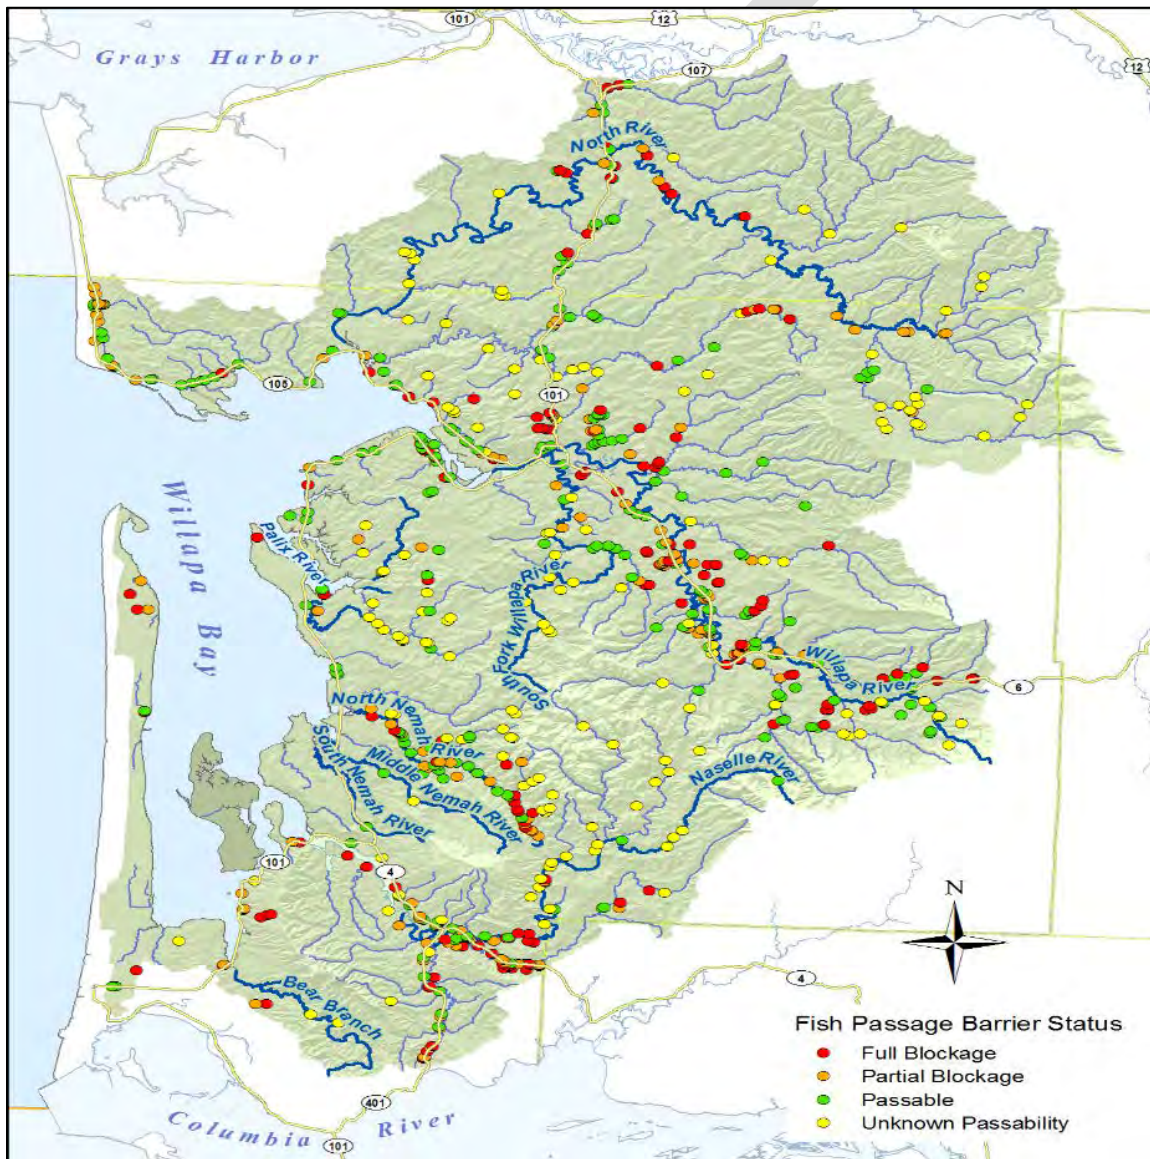 101
12
Grays Harbor
107
12
North River
105
101
Willapa Bay
Palix River
South Fork Willapa River
Willapa River
6
North Nemah River
Middle Nemah River
South Nemah River
Naselle River
101
4
N
4
Bear Branch
Fish Passage Barrier Status
Full Blockage
Partial Blockage
Passable
Unknown Passability
401
Columbia River
101